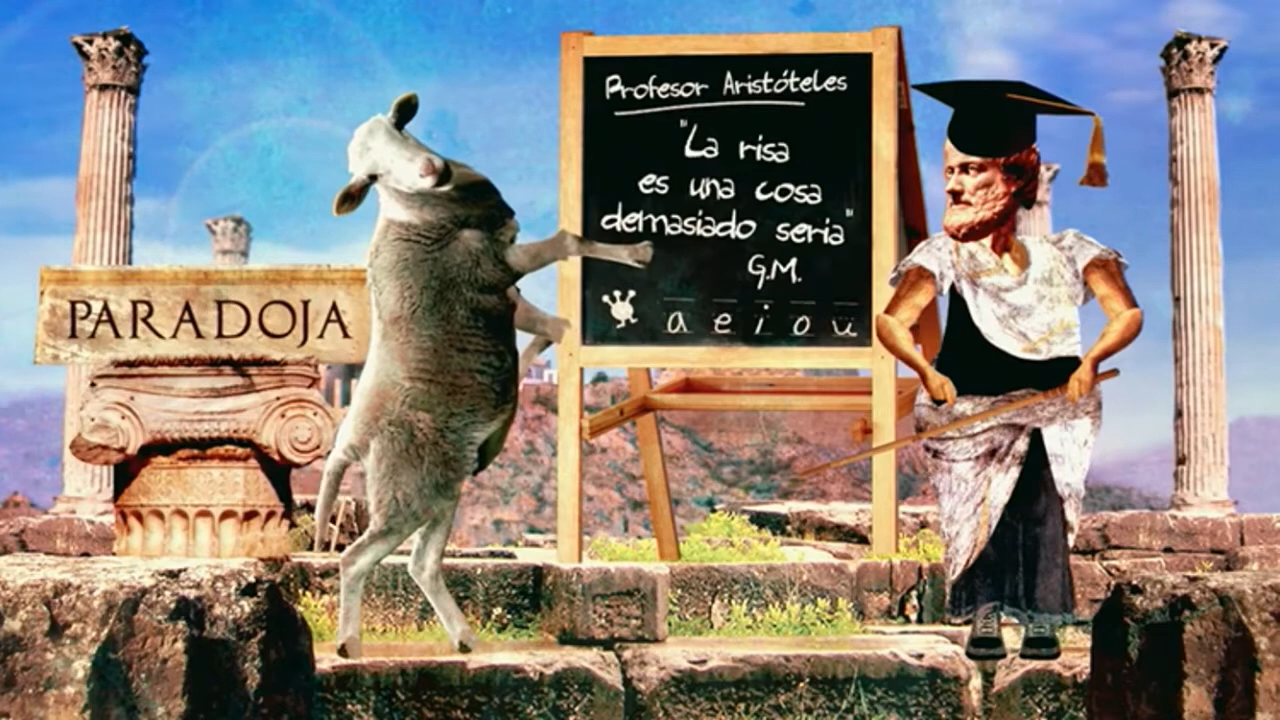 PARADOJA
Profesor Aristóteles
"La risa
es una cosa
demasiado seria"
G.M.
a e i o u